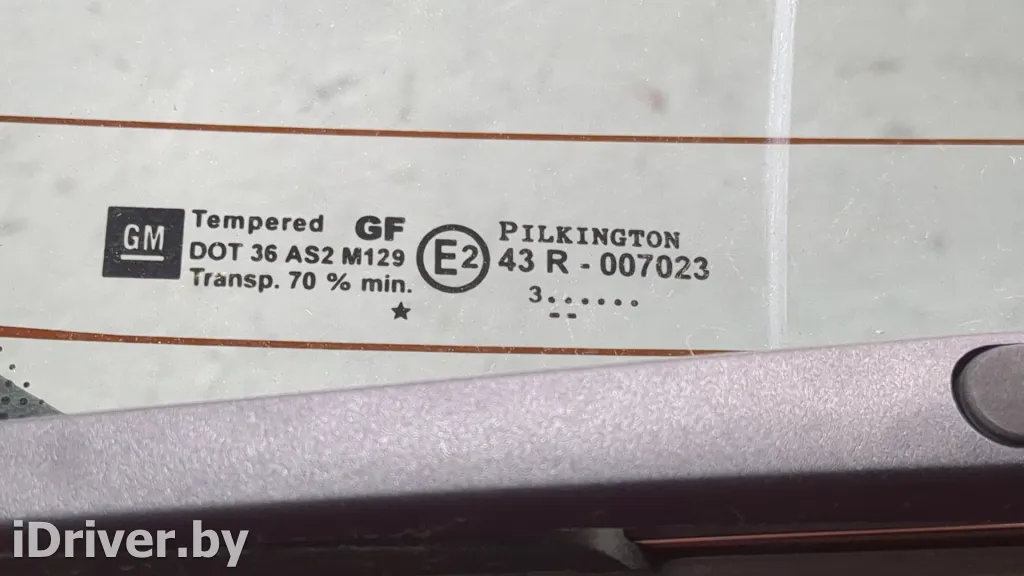 GM
Tempered GF
DOT 36 AS2 M129
Transp. 70 % min.
E2
PILKINGTON
43 R - 007023
3......
iDriver.by